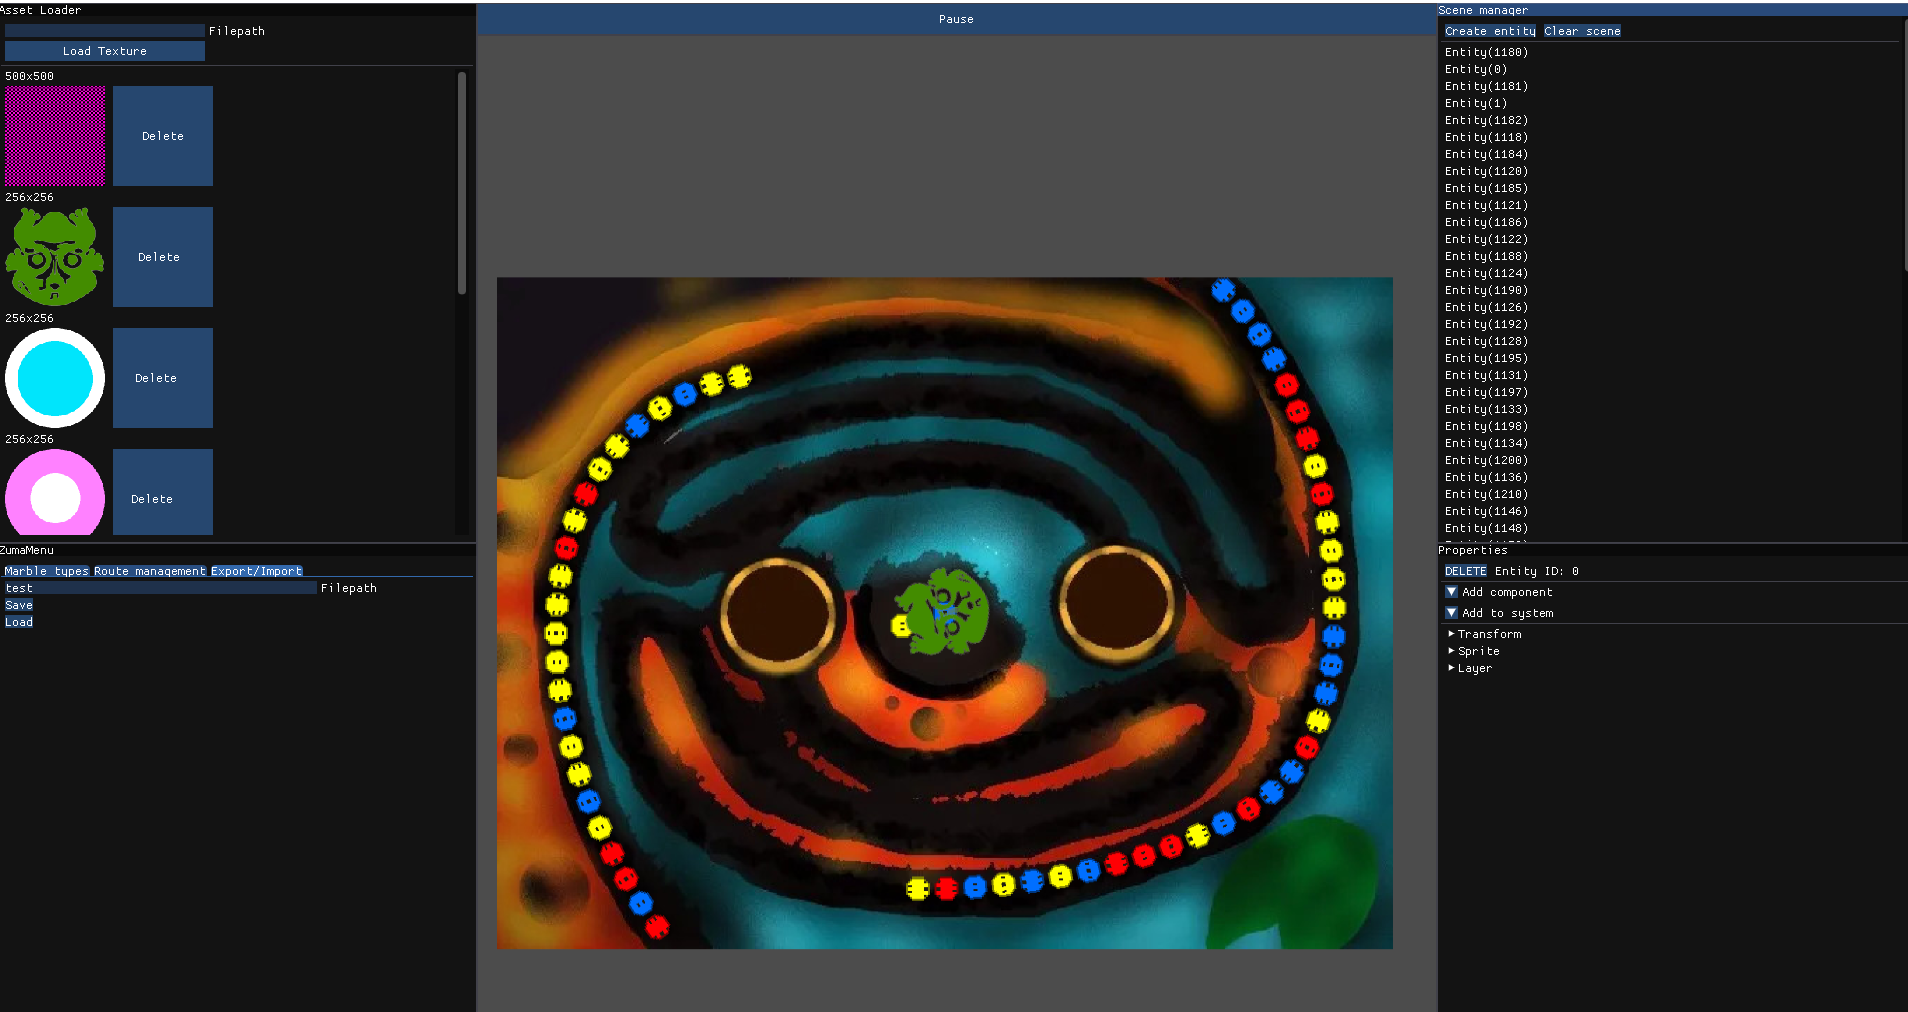 Asset Loader
Filepath
Load Texture
500x500
Delete
256x256
Delete
256x256
Delete
256x256
Delete
ZumaMenu
Marble types Route management Export/Import
test Filepath
Save
Load
Pause
Scene manager
Create entity Clear scene
Entity(1180)
Entity(0)
Entity(1181)
Entity(1)
Entity(1182)
Entity(1118)
Entity(1184)
Entity(1120)
Entity(1185)
Entity(1121)
Entity(1186)
Entity(1122)
Entity(1188)
Entity(1124)
Entity(1190)
Entity(1126)
Entity(1192)
Entity(1128)
Entity(1195)
Entity(1131)
Entity(1197)
Entity(1133)
Entity(1198)
Entity(1134)
Entity(1200)
Entity(1136)
Entity(1210)
Entity(1146)
Entity(1148)
Properties
DELETE Entity ID: 0
Add component
Add to system
Transform
Sprite
Layer